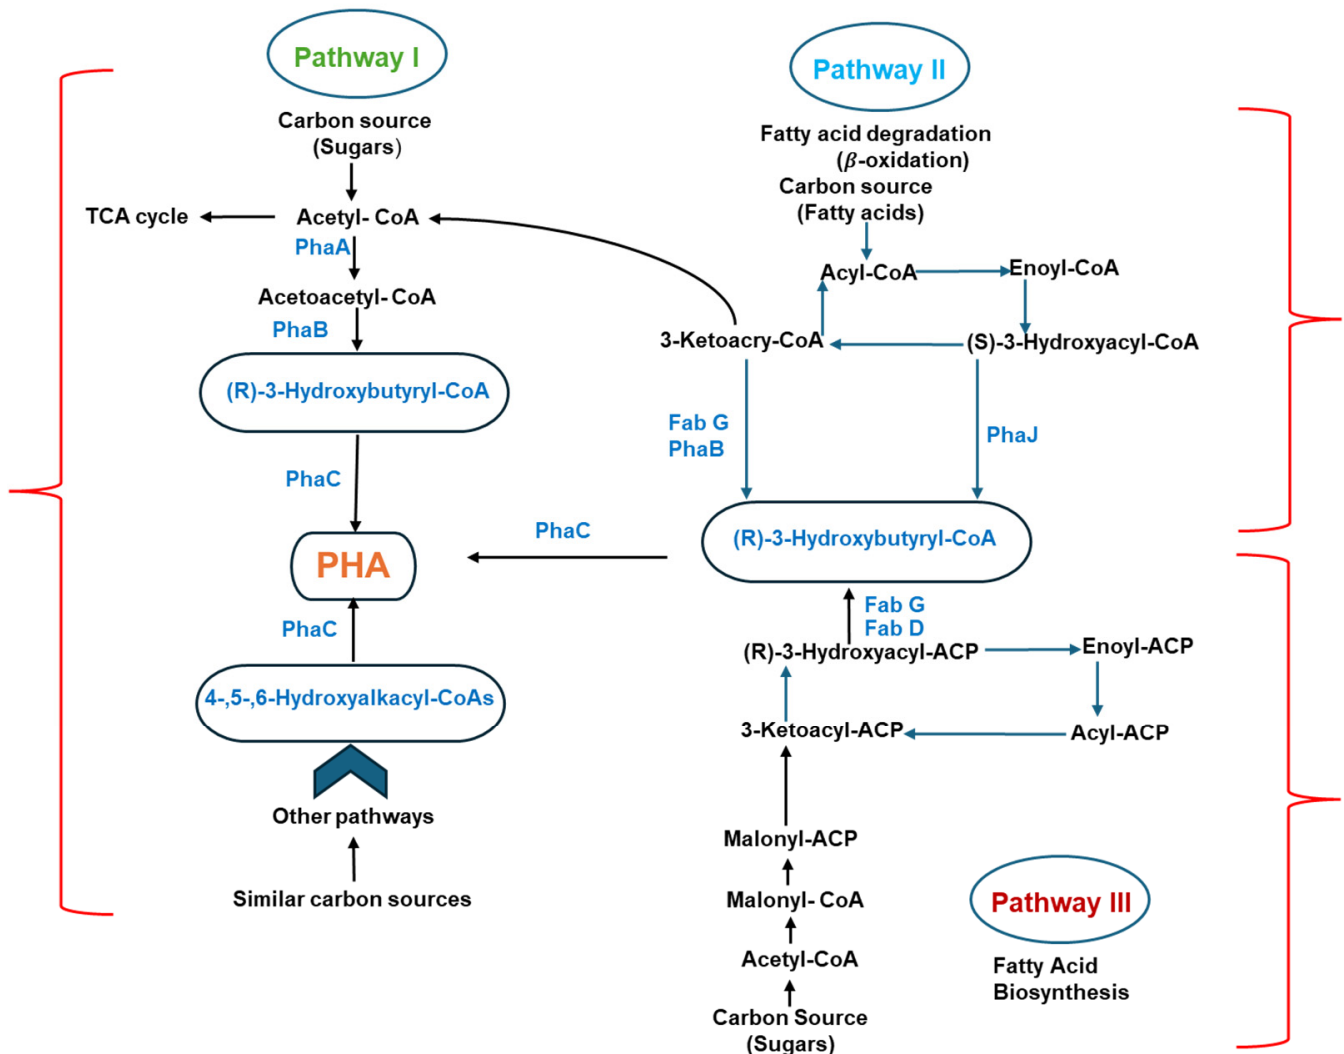 Pathway I
Carbon source
(Sugars)
TCA cycle
Acetyl- CoA
PhaA
Acetoacetyl- CoA
PhaB
(R)-3-Hydroxybutyryl-CoA
PhaC
PHA
PhaC
4-,5-,6-Hydroxyalkacyl-CoAs
Other pathways
Similar carbon sources
Pathway II
Fatty acid degradation
(β-oxidation)
Carbon source
(Fatty acids)
Acyl-CoA
Enoyl-CoA
3-Ketoacry-CoA
(S)-3-Hydroxyacyl-CoA
Fab G
PhaB
PhaJ
PhaC
(R)-3-Hydroxybutyryl-CoA
Fab G
Fab D
(R)-3-Hydroxyacyl-ACP
Enoyl-ACP
3-Ketoacyl-ACP
Acyl-ACP
Malonyl-ACP
Malonyl- CoA
Acetyl-CoA
Carbon Source
(Sugars)
Pathway III
Fatty Acid
Biosynthesis